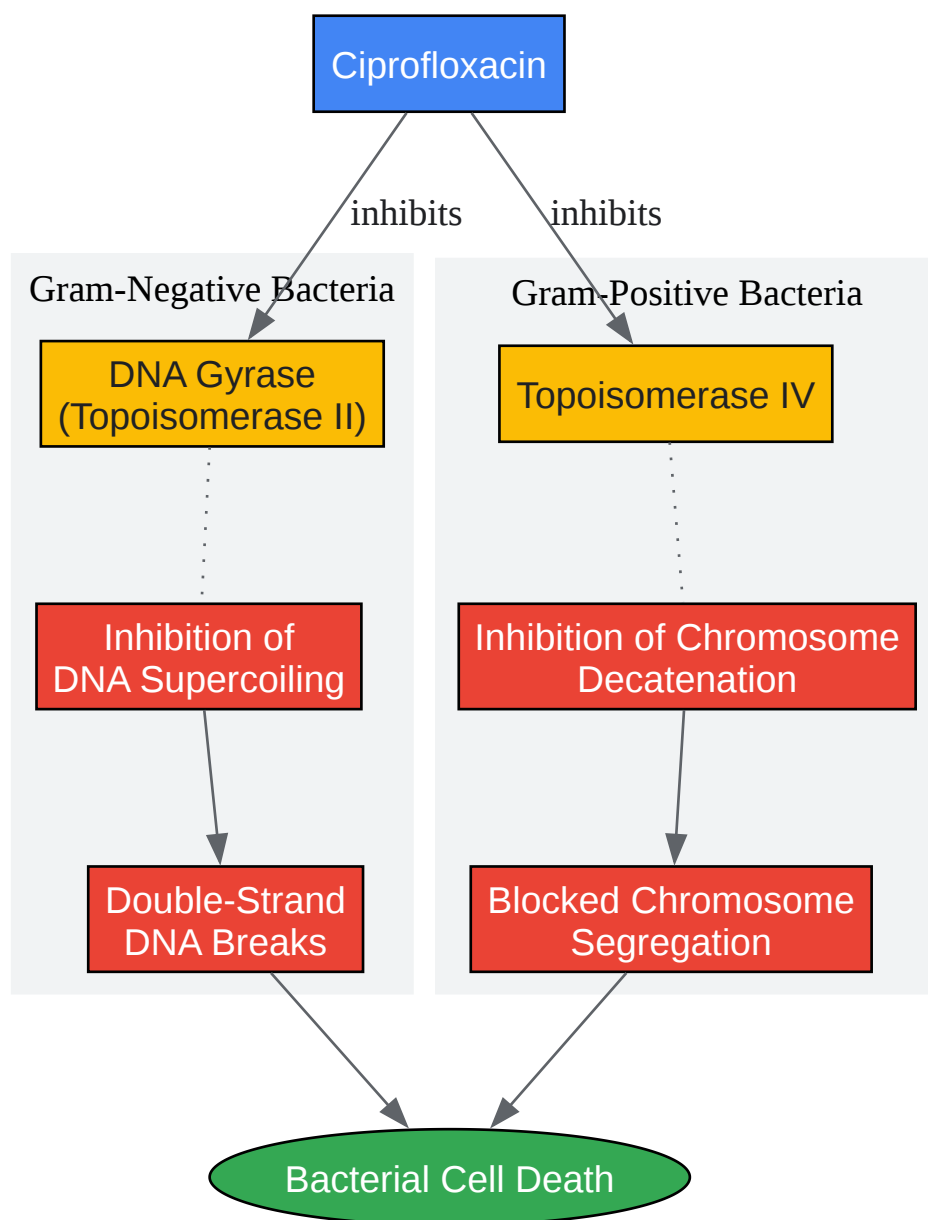 Ciprofloxacin
inhibits
inhibits
Gram-Negative Bacteria
Gram-Positive Bacteria
DNA Gyrase
(Topoisomerase II)
Topoisomerase IV
Inhibition of
DNA Supercoiling
Inhibition of Chromosome
Decatenation
Double-Strand
DNA Breaks
Blocked Chromosome
Segregation
Bacterial Cell Death